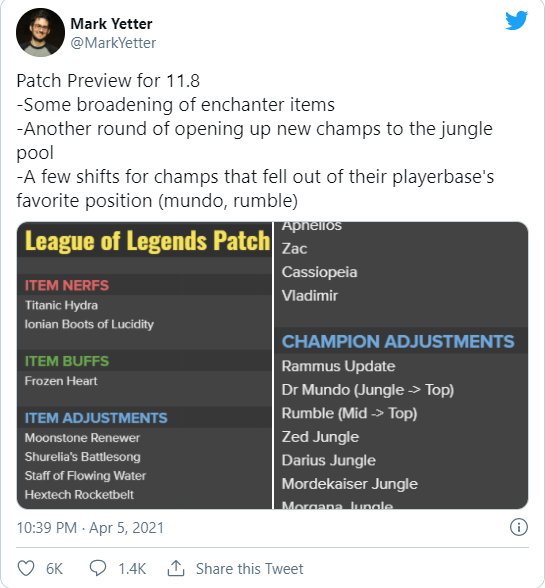 Mark Yetter
@MarkYetter
Patch Preview for 11.8
-Some broadening of enchanter items
-Another round of opening up new champs to the jungle
pool
-A few shifts for champs that fell out of their playerbase's
favorite position (mundo, rumble)
League of Legends Patch
ITEM NERFS
Titanic Hydra
Ionian Boots of Lucidity
ITEM BUFFS
Frozen Heart
ITEM ADJUSTMENTS
Moonstone Renewer
Shurelia's Battlesong
Staff of Flowing Water
Hextech Rocketbelt
Aphelios
Zac
Cassiopeia
Vladimir
CHAMPION ADJUSTMENTS
Rammus Update
Dr Mundo (Jungle -> Top)
Rumble (Mid -> Top)
Zed Jungle
Darius Jungle
Mordekaiser Jungle
Morgana Jungle
10:39 PM · Apr 5, 2021
6K
1.4K
Share this Tweet